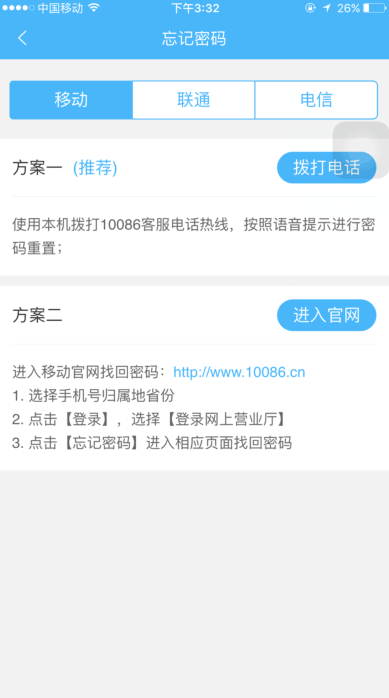 中国移动 下午3:32 26%
忘记密码
移动 联通 电信
方案一 (推荐) 拨打电话
使用本机拨打10086客服电话热线，按照语音提示进行密
码重置；
方案二 进入官网
进入移动官网找回密码：http://www.10086.cn
1. 选择手机号归属地省份
2. 点击【登录】，选择【登录网上营业厅】
3. 点击【忘记密码】进入相应页面找回密码